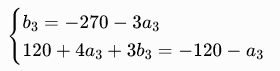 b₃ = −270 − 3a₃
120 + 4a₃ + 3b₃ = −120 − a₃